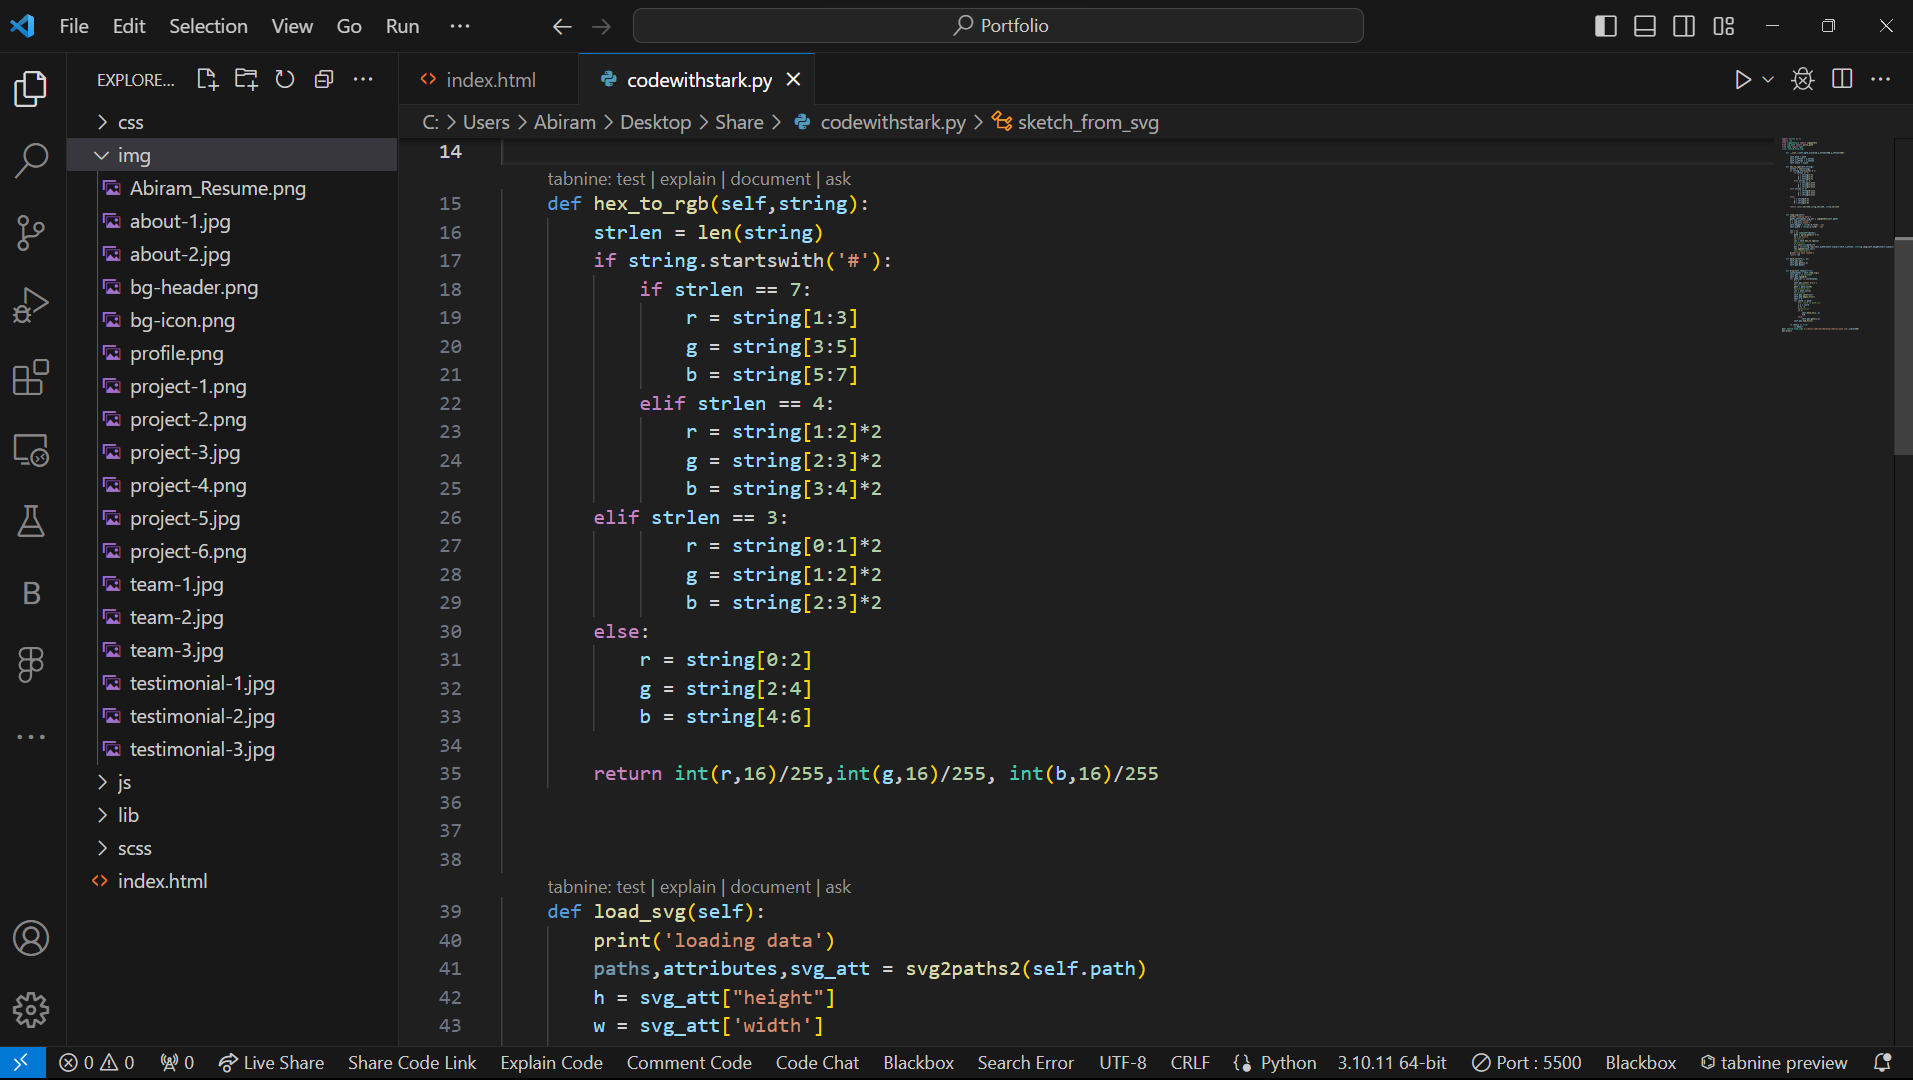 File Edit Selection View Go Run ··· Portfolio
EXPLORE... ···
css
img
Abiram_Resume.png
about-1.jpg
about-2.jpg
bg-header.png
bg-icon.png
profile.png
project-1.png
project-2.png
project-3.jpg
project-4.png
project-5.jpg
project-6.png
team-1.jpg
team-2.jpg
team-3.jpg
testimonial-1.jpg
testimonial-2.jpg
testimonial-3.jpg
js
lib
scss
index.html
B
index.html codewithstark.py
C: > Users > Abiram > Desktop > Share > codewithstark.py > sketch_from_svg
14
tabnine: test | explain | document | ask
15 def hex_to_rgb(self,string):
16 strlen = len(string)
17 if string.startswith('#'):
18 if strlen == 7:
19 r = string[1:3]
20 g = string[3:5]
21 b = string[5:7]
22 elif strlen == 4:
23 r = string[1:2]*2
24 g = string[2:3]*2
25 b = string[3:4]*2
26 elif strlen == 3:
27 r = string[0:1]*2
28 g = string[1:2]*2
29 b = string[2:3]*2
30 else:
31 r = string[0:2]
32 g = string[2:4]
33 b = string[4:6]
34
35 return int(r,16)/255,int(g,16)/255, int(b,16)/255
36
37
38
tabnine: test | explain | document | ask
39 def load_svg(self):
40 print('loading data')
41 paths,attributes,svg_att = svg2paths2(self.path)
42 h = svg_att["height"]
43 w = svg_att['width']
0 0 0 Live Share Share Code Link Explain Code Comment Code Code Chat Blackbox Search Error UTF-8 CRLF {} Python 3.10.11 64-bit Port : 5500 Blackbox tabnine preview